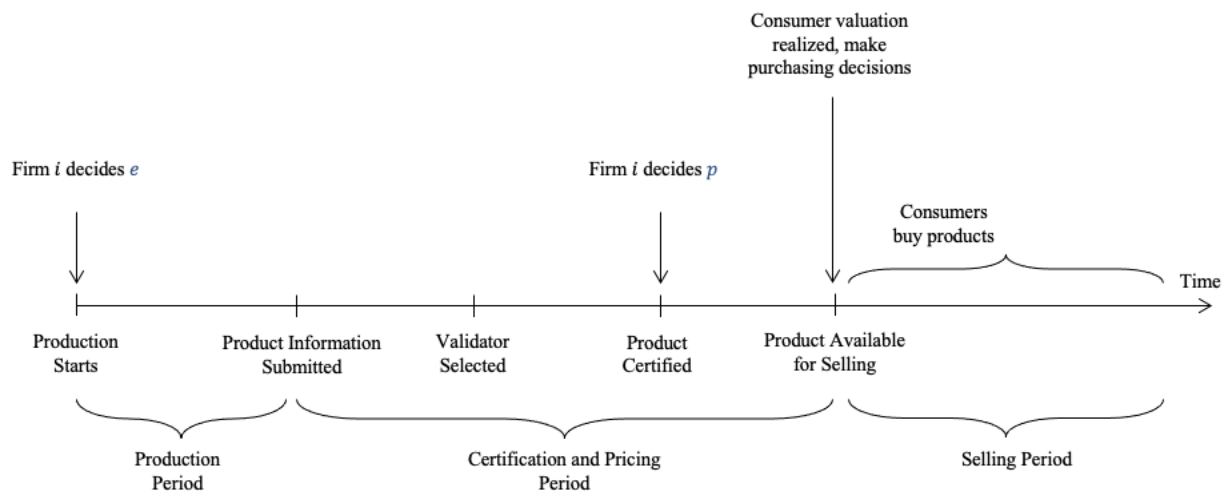 Consumer valuation
realized, make
purchasing decisions
Firm i decides e
Firm i decides p
Consumers
buy products
Time
Production
Starts
Product Information
Submitted
Validator
Selected
Product
Certified
Product Available
for Selling
Production
Period
Certification and Pricing
Period
Selling Period